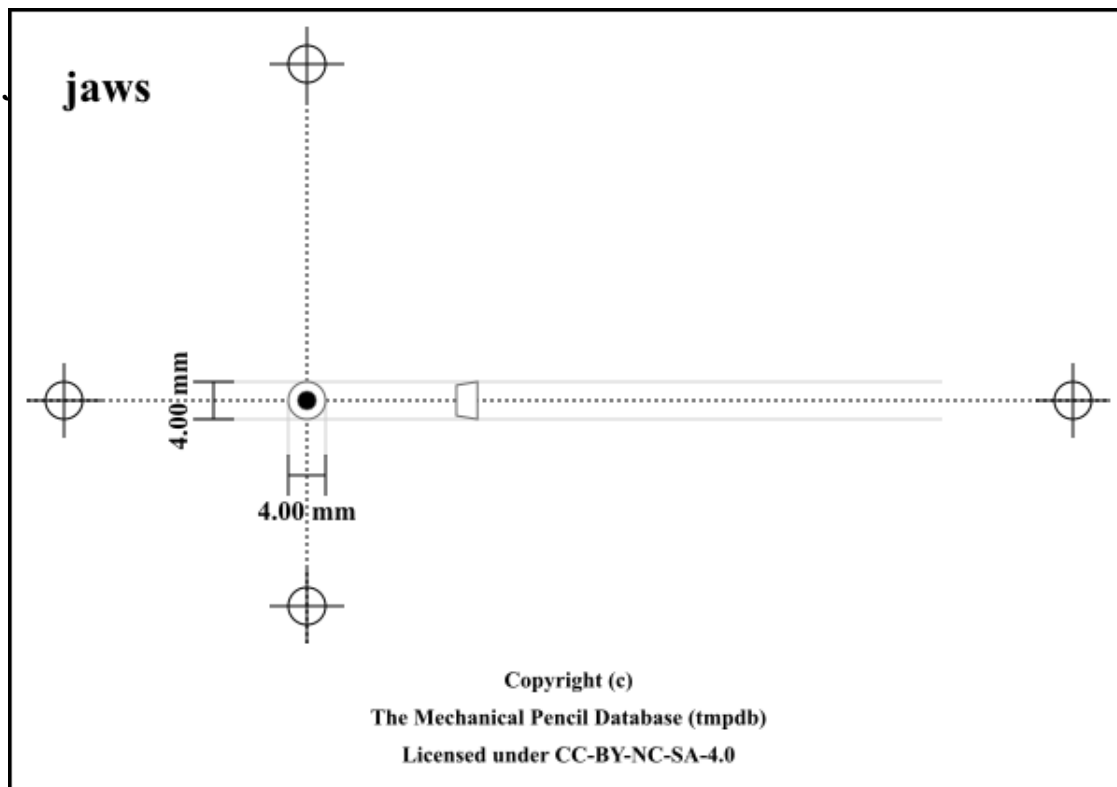 jaws
4.00 mm
4.00 mm
Copyright (c)
The Mechanical Pencil Database (tmpdb)
Licensed under CC-BY-NC-SA-4.0